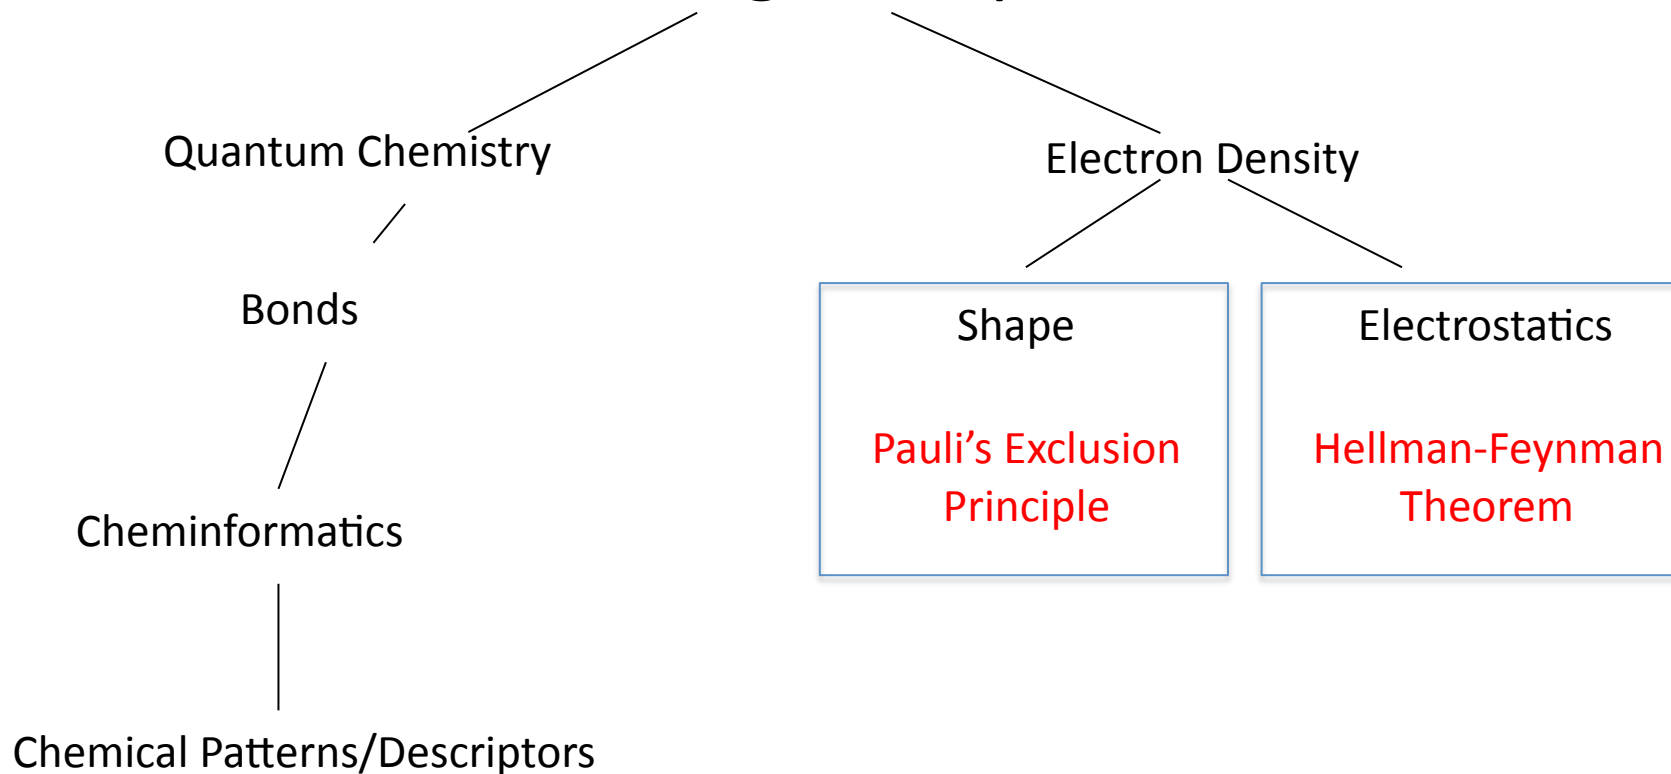 Quantum Chemistry
Electron Density
Bonds
Shape
Electrostatics
Pauli’s Exclusion
Principle
Hellman-Feynman
Theorem
Cheminformatics
Chemical Patterns/Descriptors